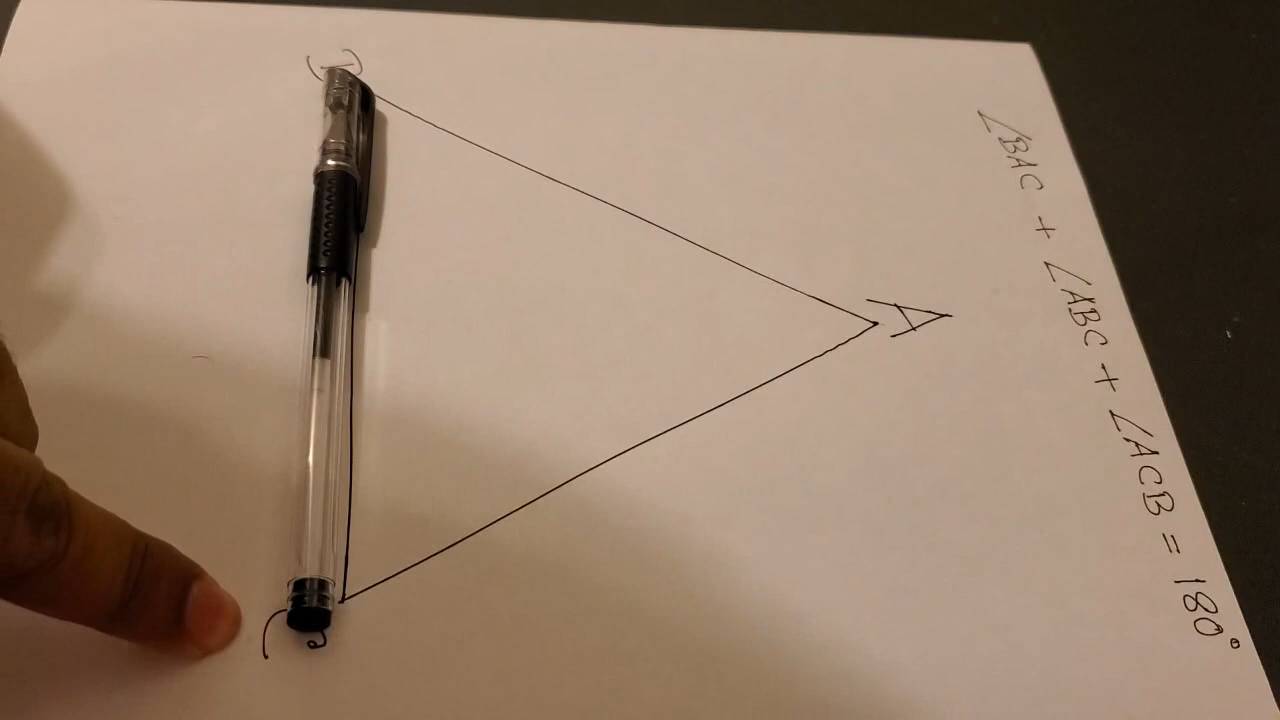 ∠BAC + ∠ABC + ∠ACB = 180°
A